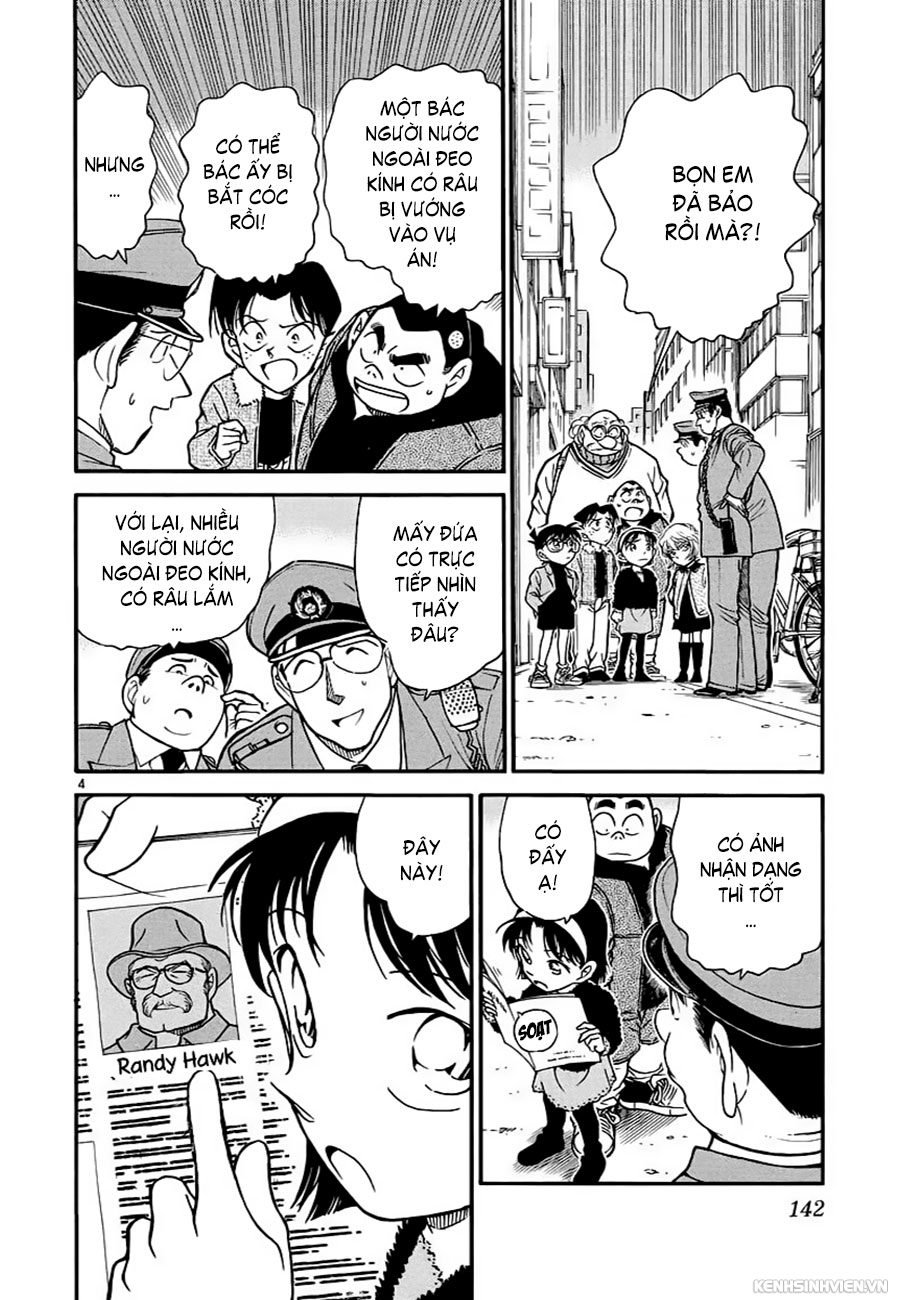 BỌN EM
ĐÃ BẢO
RỒI MÀ?!
MỘT BÁC
NGƯỜI NƯỚC
NGOÀI ĐEO
KÍNH CÓ RÂU
BỊ VƯỚNG
VÀO VỤ
ÁN!
CÓ THỂ
BÁC ẤY BỊ
BẮT CÓC
RỒI!
NHƯNG
...
MẤY ĐỨA
CÓ TRỰC
TIẾP NHÌN
THẤY
ĐÂU?
VỚI LẠI, NHIỀU
NGƯỜI NƯỚC
NGOÀI ĐEO KÍNH,
CÓ RÂU LẮM
...
4
CÓ ẢNH
NHẬN DẠNG
THÌ TỐT
...
CÓ
ĐẤY
Ạ!
SOẠT
ĐÂY
NÀY!
Randy Hawk
142
KENHSINHVIEN.VN